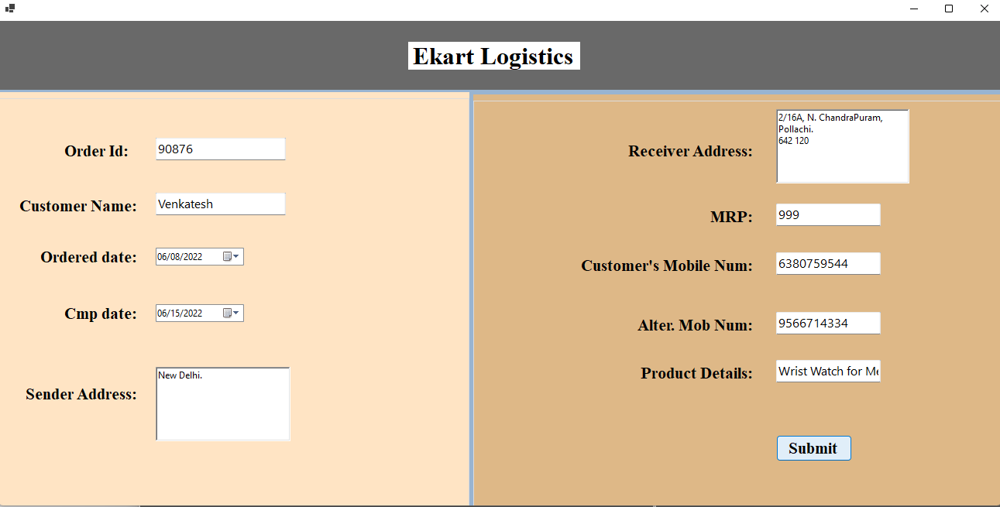 Ekart Logistics
Order Id:
90876
Customer Name:
Venkatesh
Ordered date:
06/08/2022
Cmp date:
06/15/2022
Sender Address:
New Delhi.
Receiver Address:
2/16A, N. ChandraPuram,
Pollachi.
642 120
MRP:
999
Customer's Mobile Num:
6380759544
Alter. Mob Num:
9566714334
Product Details:
Wrist Watch for Me
Submit